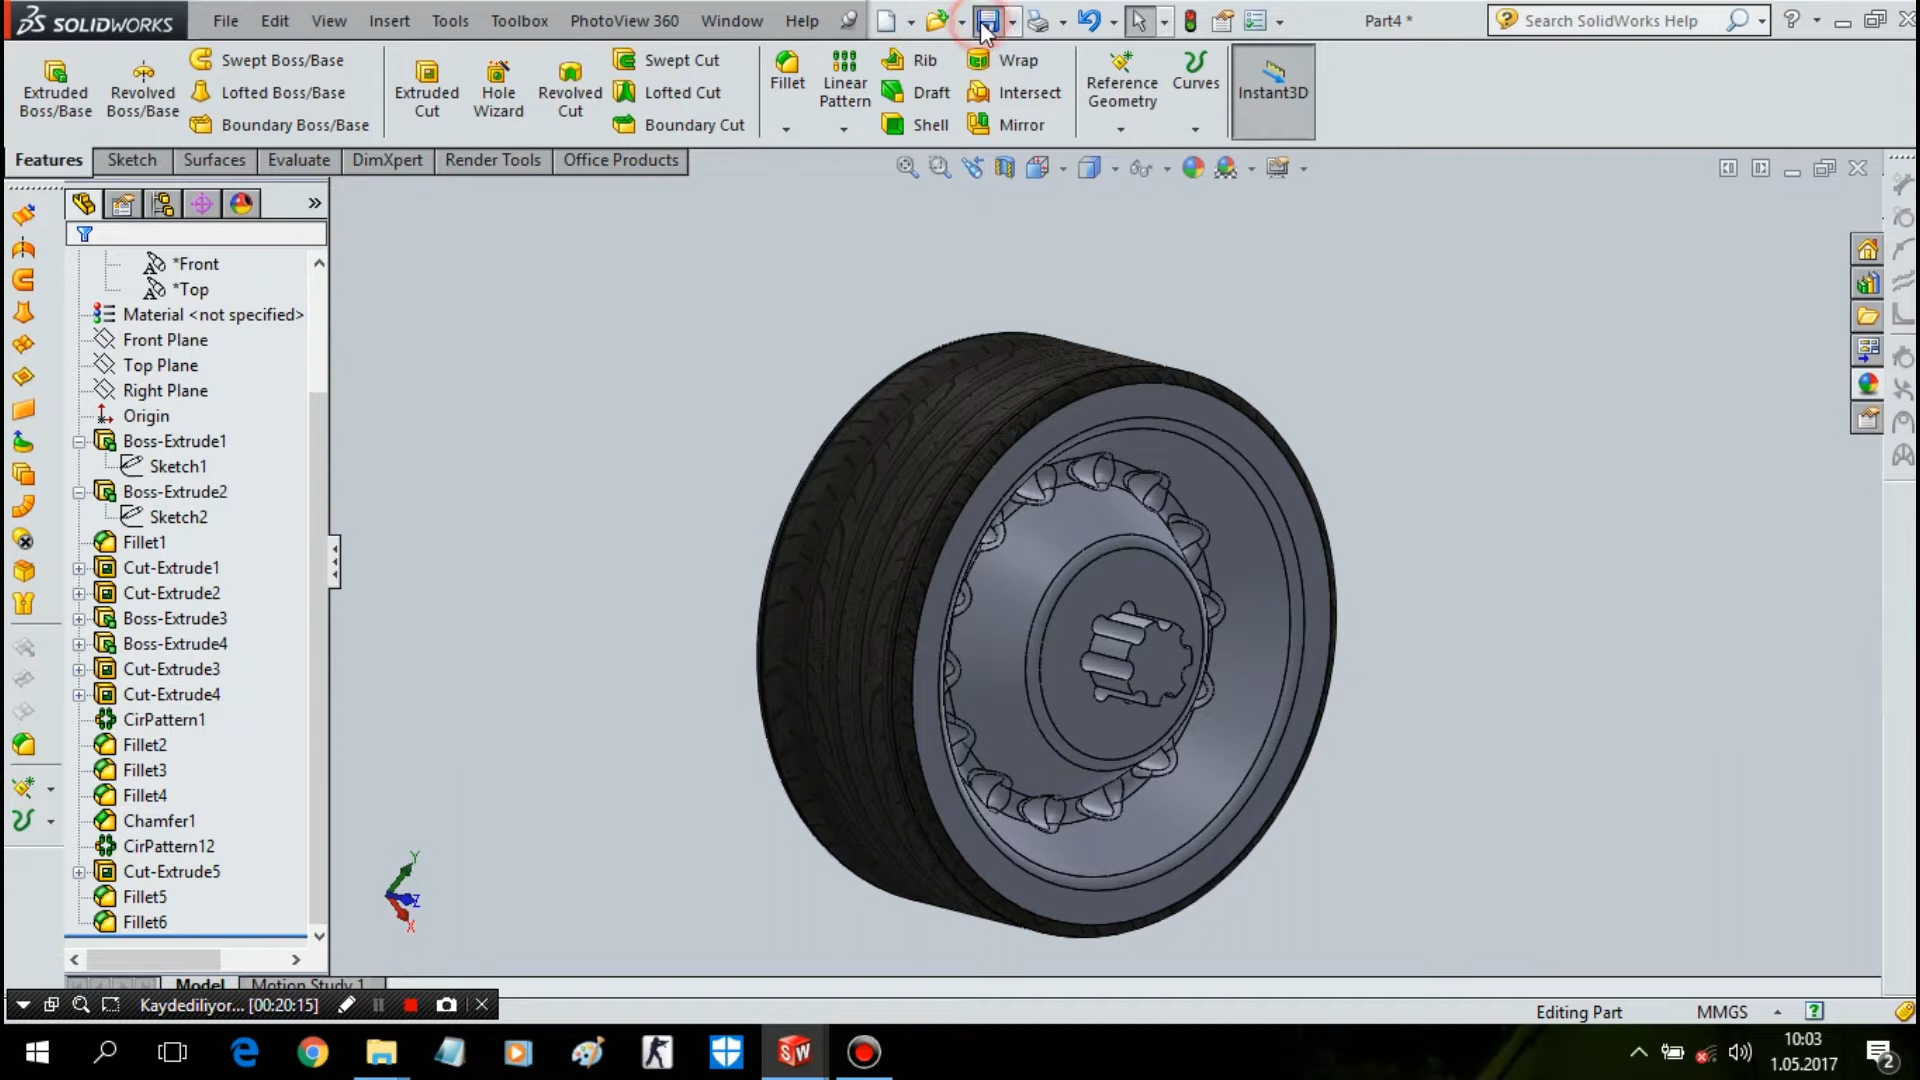 SOLIDWORKS File Edit View Insert Tools Toolbox PhotoView 360 Window Help Part4 * Search SolidWorks Help
Extruded Boss/Base
Revolved Boss/Base
Swept Boss/Base
Lofted Boss/Base
Boundary Boss/Base
Extruded Cut
Hole Wizard
Revolved Cut
Swept Cut
Lofted Cut
Boundary Cut
Fillet
Linear Pattern
Rib
Draft
Shell
Wrap
Intersect
Mirror
Reference Geometry
Curves
Instant3D
Features Sketch Surfaces Evaluate DimXpert Render Tools Office Products
*Front
*Top
Material <not specified>
Front Plane
Top Plane
Right Plane
Origin
Boss-Extrude1
Sketch1
Boss-Extrude2
Sketch2
Fillet1
Cut-Extrude1
Cut-Extrude2
Boss-Extrude3
Boss-Extrude4
Cut-Extrude3
Cut-Extrude4
CirPattern1
Fillet2
Fillet3
Fillet4
Chamfer1
CirPattern12
Cut-Extrude5
Fillet5
Fillet6
Y
Z
X
Model Motion Study 1
Kaydediliyor... [00:20:15]
Editing Part MMGS
SW
10:03
1.05.2017
2